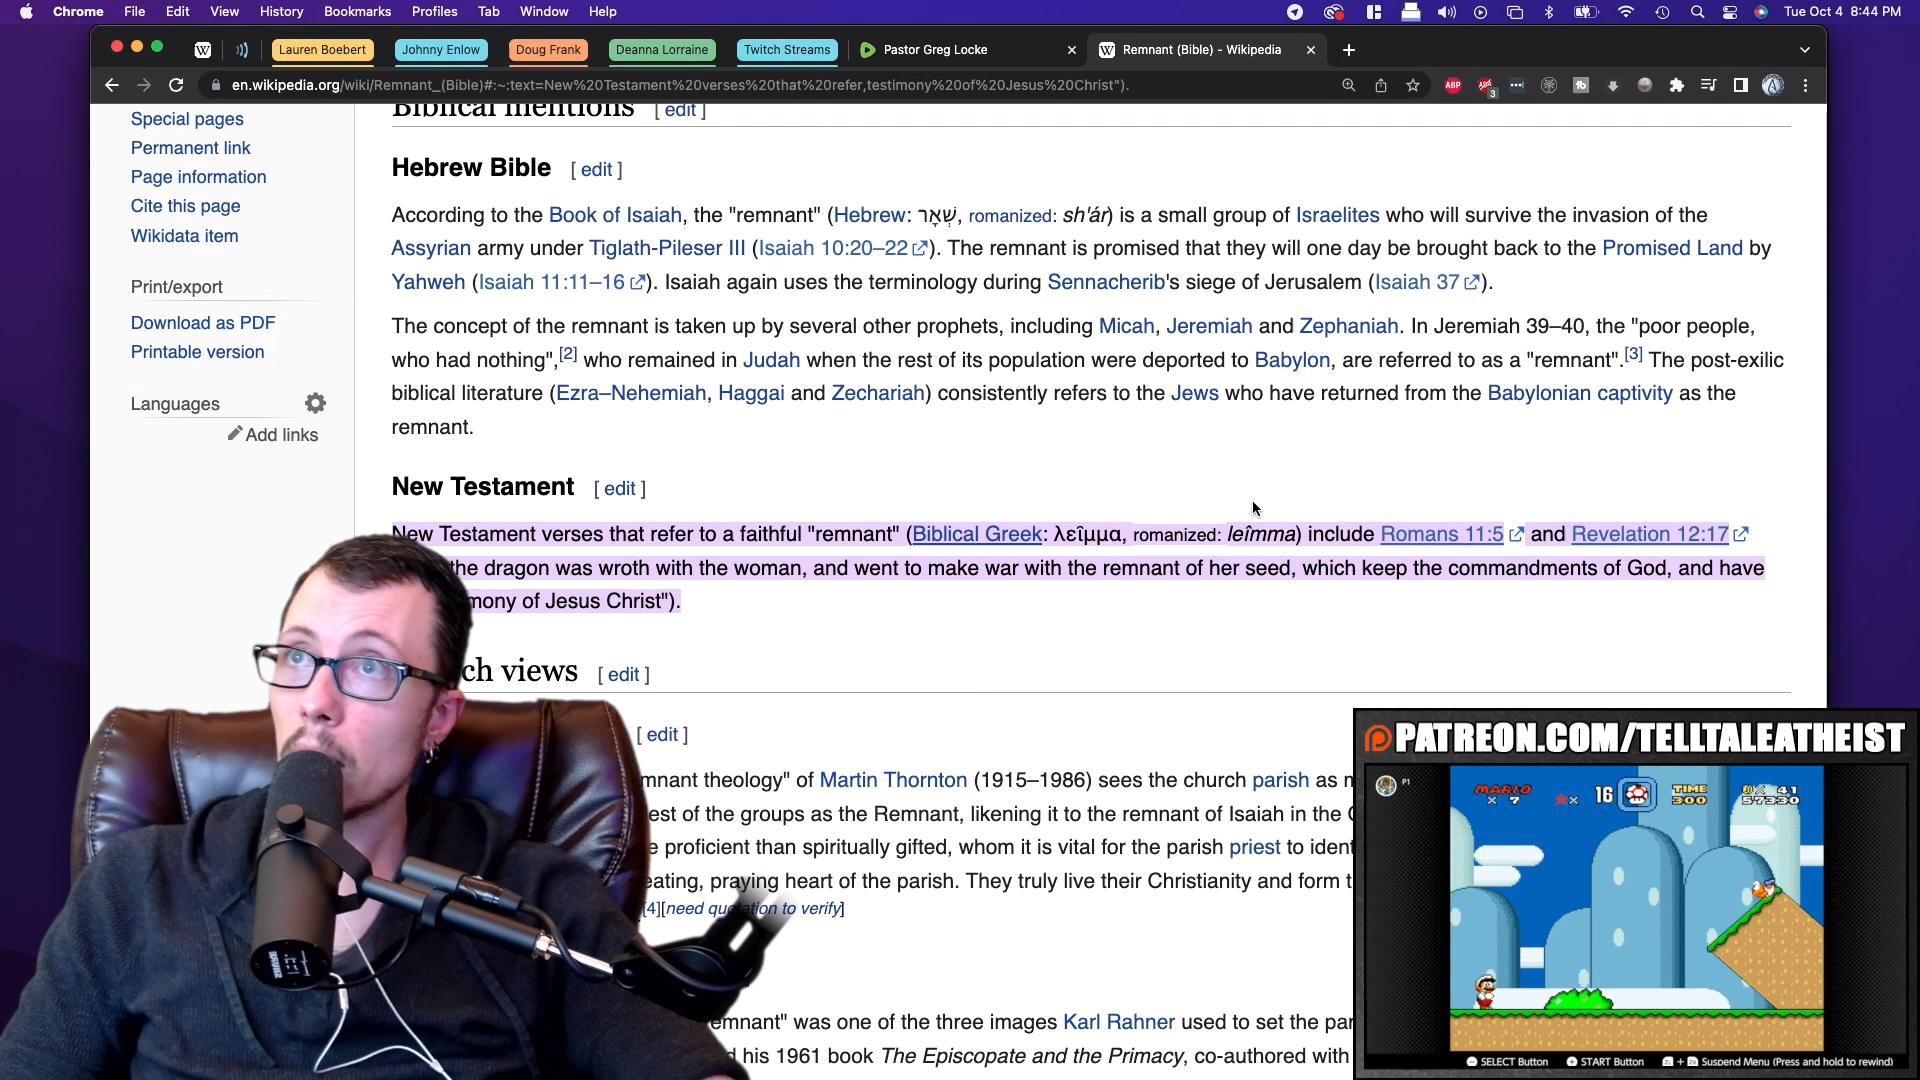 Chrome File Edit View History Bookmarks Profiles Tab Window Help Tue Oct 4 8:44 PM
Lauren Boebert Johnny Enlow Doug Frank Deanna Lorraine Twitch Streams Pastor Greg Locke Remnant (Bible) - Wikipedia
en.wikipedia.org/wiki/Remnant_(Bible)#:~:text=New%20Testament%20verses%20that%20refer,testimony%20of%20Jesus%20Christ").
Biblical mentions [ edit ]
Special pages
Permanent link
Page information
Cite this page
Wikidata item
Print/export
Download as PDF
Printable version
Languages
Add links
Hebrew Bible [ edit ]
According to the Book of Isaiah, the "remnant" (Hebrew: שְׁאָר, romanized: sh'ár) is a small group of Israelites who will survive the invasion of the
Assyrian army under Tiglath-Pileser III (Isaiah 10:20–22). The remnant is promised that they will one day be brought back to the Promised Land by
Yahweh (Isaiah 11:11–16). Isaiah again uses the terminology during Sennacherib's siege of Jerusalem (Isaiah 37).
The concept of the remnant is taken up by several other prophets, including Micah, Jeremiah and Zephaniah. In Jeremiah 39–40, the "poor people,
who had nothing",[2] who remained in Judah when the rest of its population were deported to Babylon, are referred to as a "remnant".[3] The post-exilic
biblical literature (Ezra–Nehemiah, Haggai and Zechariah) consistently refers to the Jews who have returned from the Babylonian captivity as the
remnant.
New Testament [ edit ]
New Testament verses that refer to a faithful "remnant" (Biblical Greek: λεῖμμα, romanized: leîmma) include Romans 11:5 and Revelation 12:17
the dragon was wroth with the woman, and went to make war with the remnant of her seed, which keep the commandments of God, and have
mony of Jesus Christ").
ch views [ edit ]
[ edit ]
mnant theology" of Martin Thornton (1915–1986) sees the church parish as
est of the groups as the Remnant, likening it to the remnant of Isaiah in the
e proficient than spiritually gifted, whom it is vital for the parish priest to ident
eating, praying heart of the parish. They truly live their Christianity and form t
[4][need quotation to verify]
emnant" was one of the three images Karl Rahner used to set the par
d his 1961 book The Episcopate and the Primacy, co-authored with
PATREON.COM/TELLTALEATHEIST
P1
MARIO TIME
x 7 x 16 300 x 41
57330
SELECT Button START Button Suspend Menu (Press and hold to rewind)